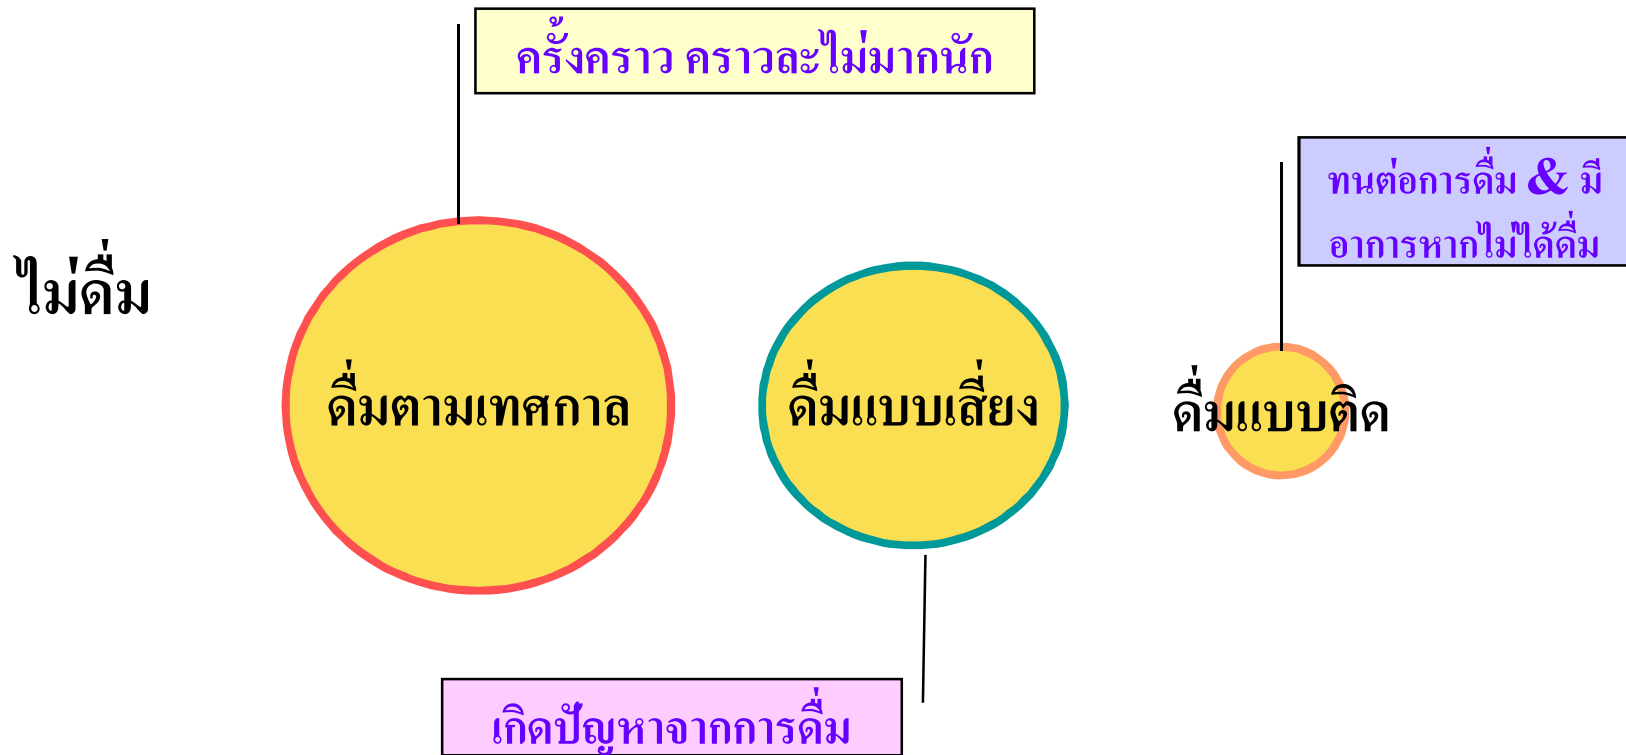 ครั้งคราว คราวละไม่มากนัก
ทนต่อการดื่ม & มี
อาการหากไม่ได้ดื่ม
ไม่ดื่ม
ดื่มตามเทศกาล
ดื่มแบบเสี่ยง
ดื่มแบบติด
เกิดปัญหาจากการดื่ม